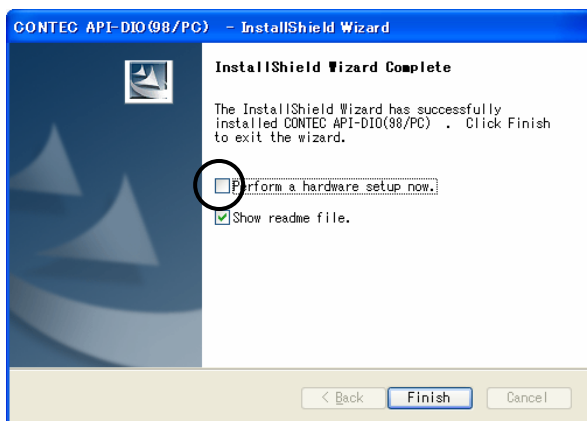 CONTEC API-DIO(98/PC) - InstallShield Wizard
InstallShield Wizard Complete
The InstallShield Wizard has successfully
installed CONTEC API-DIO(98/PC) . Click Finish
to exit the wizard.
Perform a hardware setup now.
Show readme file.
< Back
Finish
Cancel